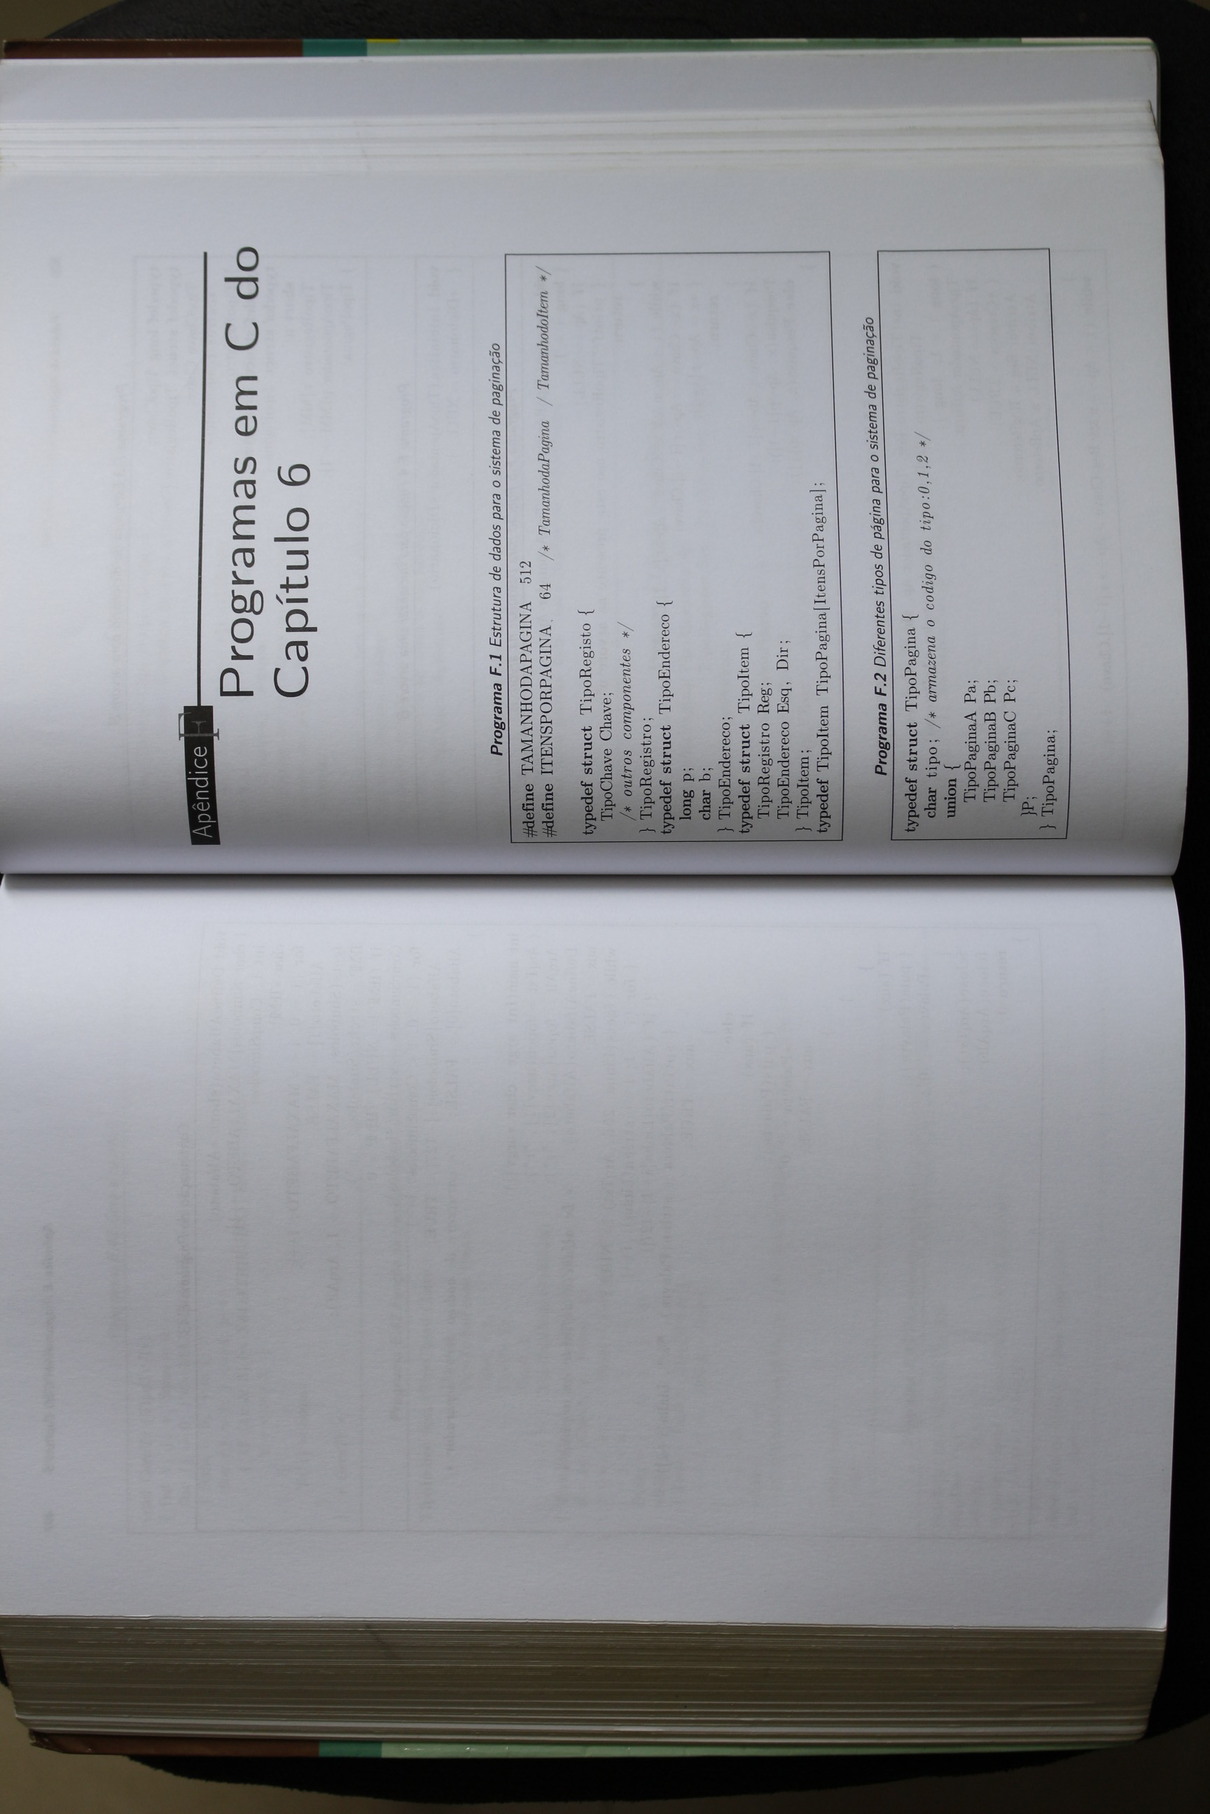 Apêndice F
Programas em C do
Capítulo 6
Programa F.1 Estrutura de dados para o sistema de paginação
#define TAMANHODAPAGINA 512
#define ITENSPORPAGINA 64 /* TamanhodaPagina / TamanhodoItem */
typedef struct TipoRegisto {
TipoChave Chave;
/* outros componentes */
} TipoRegistro;
typedef struct TipoEndereco {
long p;
char b;
} TipoEndereco;
typedef struct TipoItem {
TipoRegistro Reg;
TipoEndereco Esq, Dir;
} TipoItem;
typedef TipoItem TipoPagina[ItensPorPagina];
Programa F.2 Diferentes tipos de página para o sistema de paginação
typedef struct TipoPagina {
char tipo; /* armazena o codigo do tipo:0,1,2 */
union {
TipoPaginaA Pa;
TipoPaginaB Pb;
TipoPaginaC Pc;
}P;
} TipoPagina;